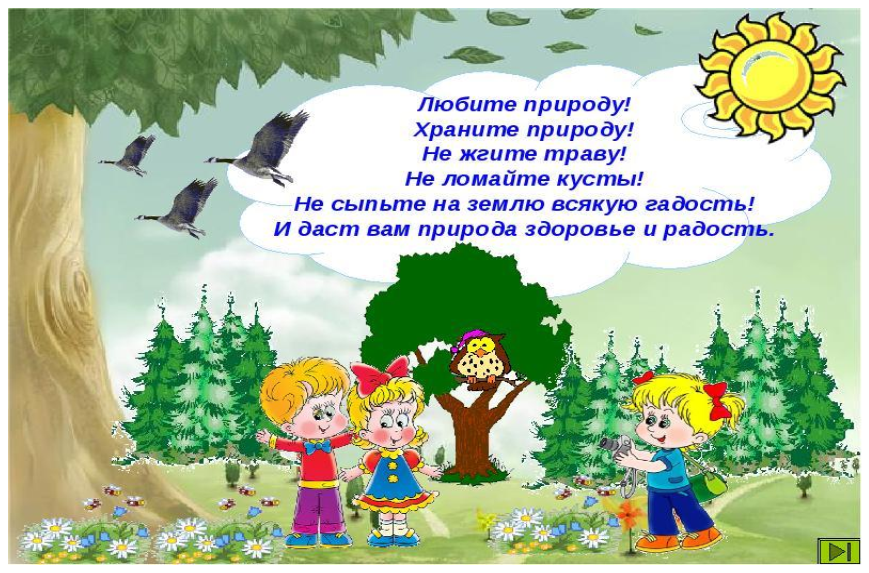 Любите природу!
Храните природу!
Не жгите траву!
Не ломайте кусты!
Не сыпьте на землю всякую гадость!
И даст вам природа здоровье и радость.